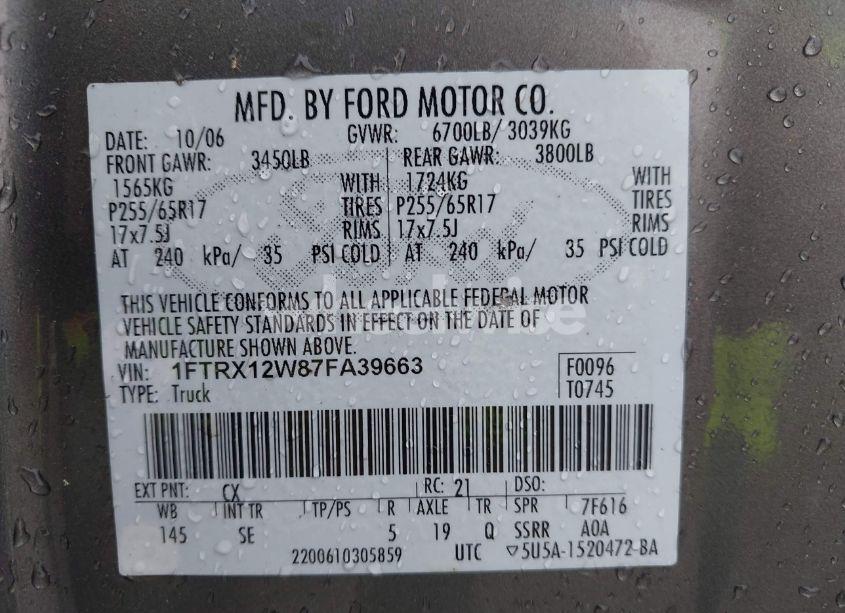 MFD. BY FORD MOTOR CO.
DATE: 10/06 GVWR: 6700LB/ 3039KG
FRONT GAWR: 3450LB REAR GAWR: 3800LB
1565KG WITH 1724KG WITH
P255/65R17 TIRES P255/65R17 TIRES
17x7.5J RIMS 17x7.5J RIMS
AT 240 kPa/ 35 PSI COLD AT 240 kPa/ 35 PSI COLD
THIS VEHICLE CONFORMS TO ALL APPLICABLE FEDERAL MOTOR
VEHICLE SAFETY STANDARDS IN EFFECT ON THE DATE OF
MANUFACTURE SHOWN ABOVE.
VIN: 1FTRX12W87FA39663 F0096
TYPE: Truck T0745
EXT PNT: CX RC: 21 DSO:
WB INT TR TP/PS R AXLE TR SPR 7F616
145 SE 5 19 Q SSRR AOA
2200610305859 UTC ▽5U5A-1520472-BA